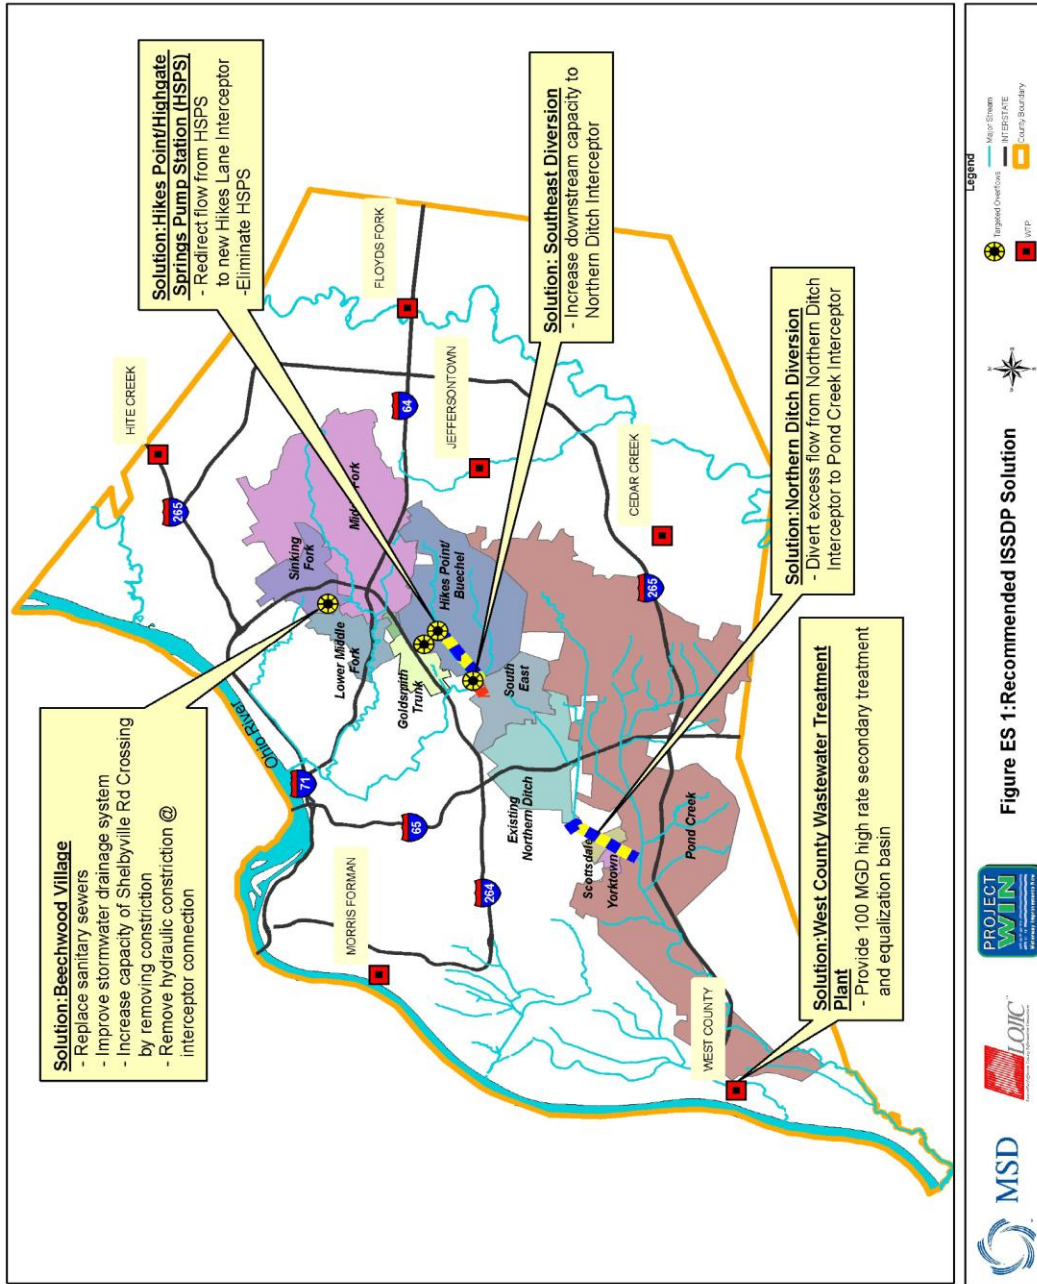 Solution:Beechwood Village
- Replace sanitary sewers
- Improve stormwater drainage system
- Increase capacity of Shelbyville Rd Crossing
by removing constriction
- Remove hydraulic constriction @
interceptor connection
Solution:Hikes Point/Highgate
Springs Pump Station (HSPS)
- Redirect flow from HSPS
to new Hikes Lane Interceptor
-Eliminate HSPS
Solution: Southeast Diversion
- Increase downstream capacity to
Northern Ditch Interceptor
Solution:Northern Ditch Diversion
- Divert excess flow from Northern Ditch
Interceptor to Pond Creek Interceptor
Solution:West County Wastewater Treatment
Plant
- Provide 100 MGD high rate secondary treatment
and equalization basin
Ohio River
HITE CREEK
FLOYDS FORK
JEFFERSONTOWN
CEDAR CREEK
MORRIS FORMAN
WEST COUNTY
265
71
64
65
264
265
Sinking
Fork
Lower Middle
Fork
Goldsmith
Trunk
Hikes Point/
Buechel
South
East
Existing
Northern Ditch
Scottsdale
Yorktown
Pond Creek
MSD
LOJIC
PROJECT
WIN
Figure ES 1:Recommended ISSDP Solution
Legend
Targeted Overflows
WTP
Major Stream
INTERSTATE
County Boundary